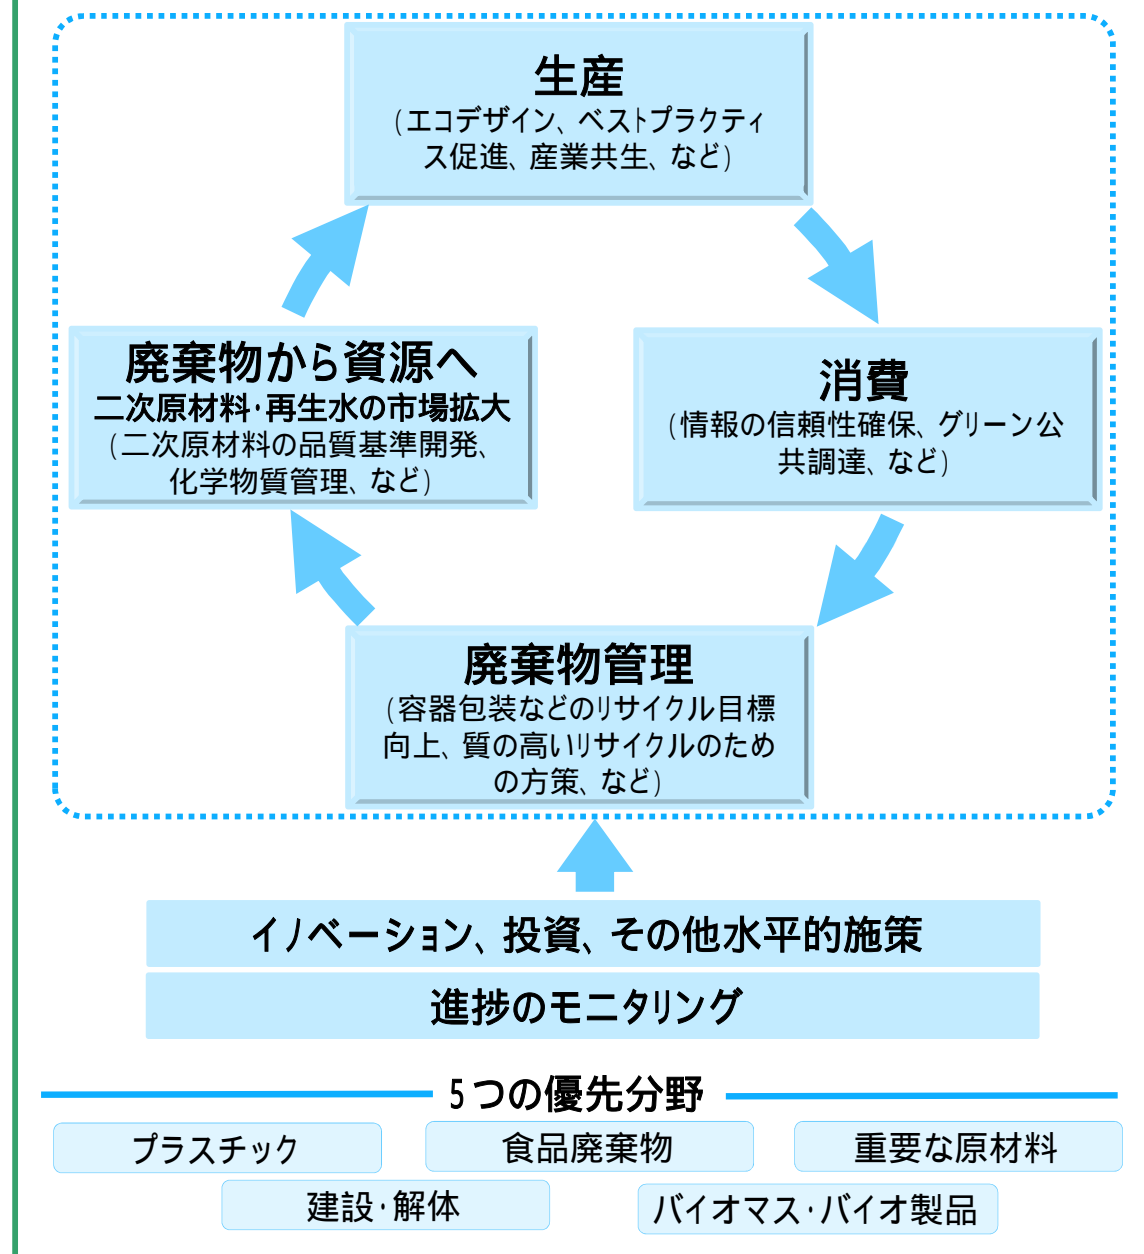 生産
(エコデザイン、ベストプラクティ
ス促進、産業共生、など)
廃棄物から資源へ
二次原材料・再生水の市場拡大
(二次原材料の品質基準開発、
化学物質管理、など)
消費
(情報の信頼性確保、グリーン公
共調達、など)
廃棄物管理
(容器包装などのリサイクル目標
向上、質の高いリサイクルのため
の方策、など)
イノベーション、投資、その他水平的施策
進捗のモニタリング
5つの優先分野
プラスチック
食品廃棄物
重要な原材料
建設・解体
バイオマス・バイオ製品